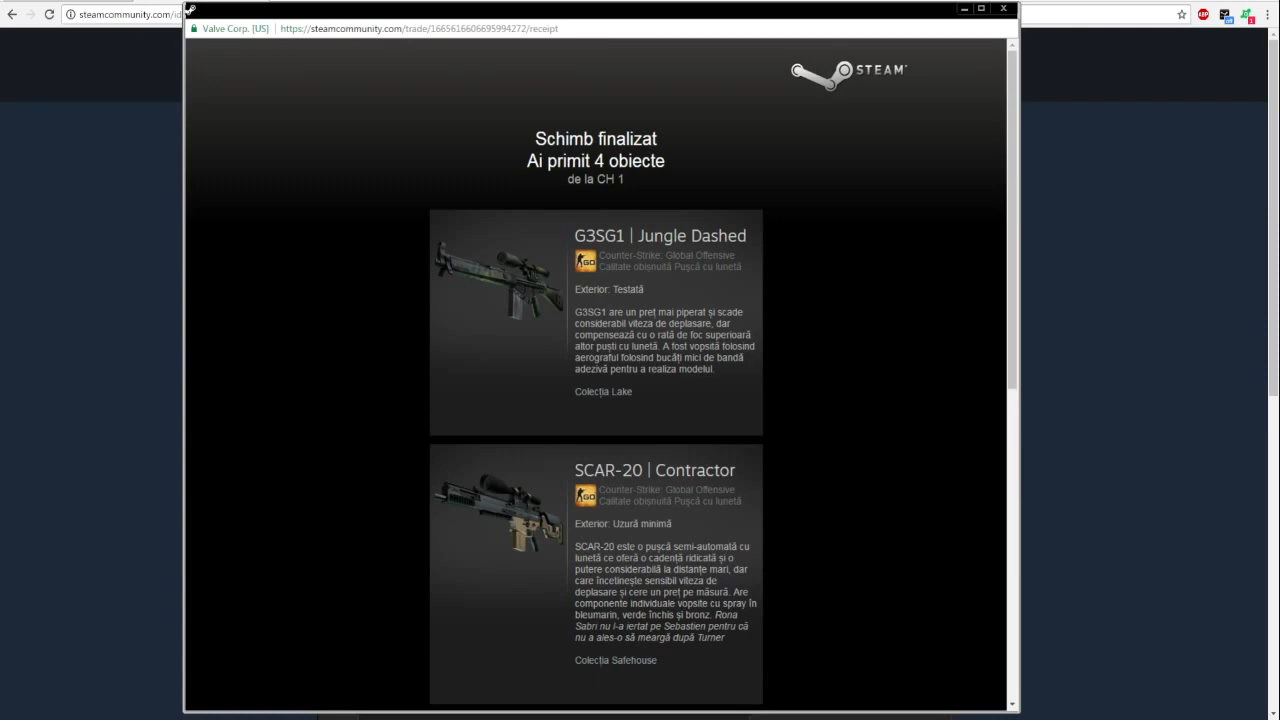 steamcommunity.com/id
Valve Corp. [US]
https://steamcommunity.com/trade/1665616606695994272/receipt
STEAM
Schimb finalizat
Ai primit 4 obiecte
de la CH 1
G3SG1 | Jungle Dashed
GO
Counter-Strike: Global Offensive
Calitate obișnuită Pușcă cu lunetă
Exterior: Testată
G3SG1 are un preț mai piperat și scade
considerabil viteza de deplasare, dar
compensează cu o rată de foc superioară
altor puști cu lunetă. A fost vopsită folosind
aerograful folosind bucăți mici de bandă
adezivă pentru a realiza modelul.
Colecția Lake
SCAR-20 | Contractor
GO
Counter-Strike: Global Offensive
Calitate obișnuită Pușcă cu lunetă
Exterior: Uzură minimă
SCAR-20 este o pușcă semi-automată cu
lunetă ce oferă o cadență ridicată și o
putere considerabilă la distanțe mari, dar
care încetinește sensibil viteza de
deplasare și cere un preț pe măsură. Are
componente individuale vopsite cu spray în
bleumarin, verde închis și bronz. Rona
Sabri nu l-a iertat pe Sebastien pentru că
nu a ales-o să meargă după Turner
Colecția Safehouse